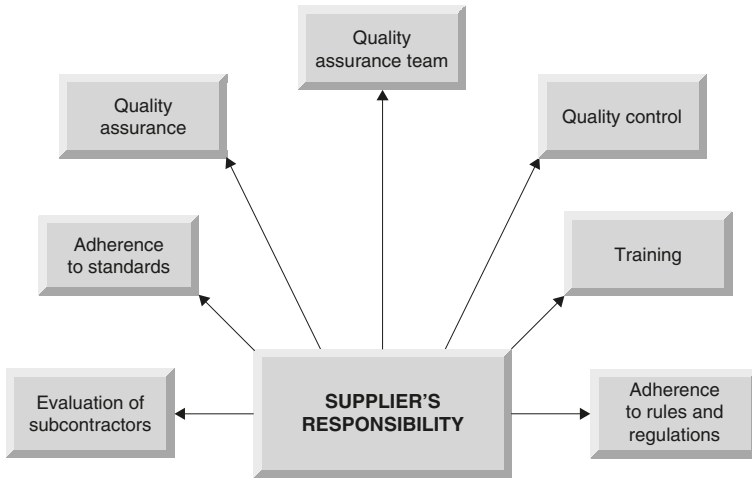 Quality
assurance team
Quality
assurance
Quality control
Adherence
to standards
Training
Evaluation of
subcontractors
SUPPLIER'S
RESPONSIBILITY
Adherence
to rules and
regulations